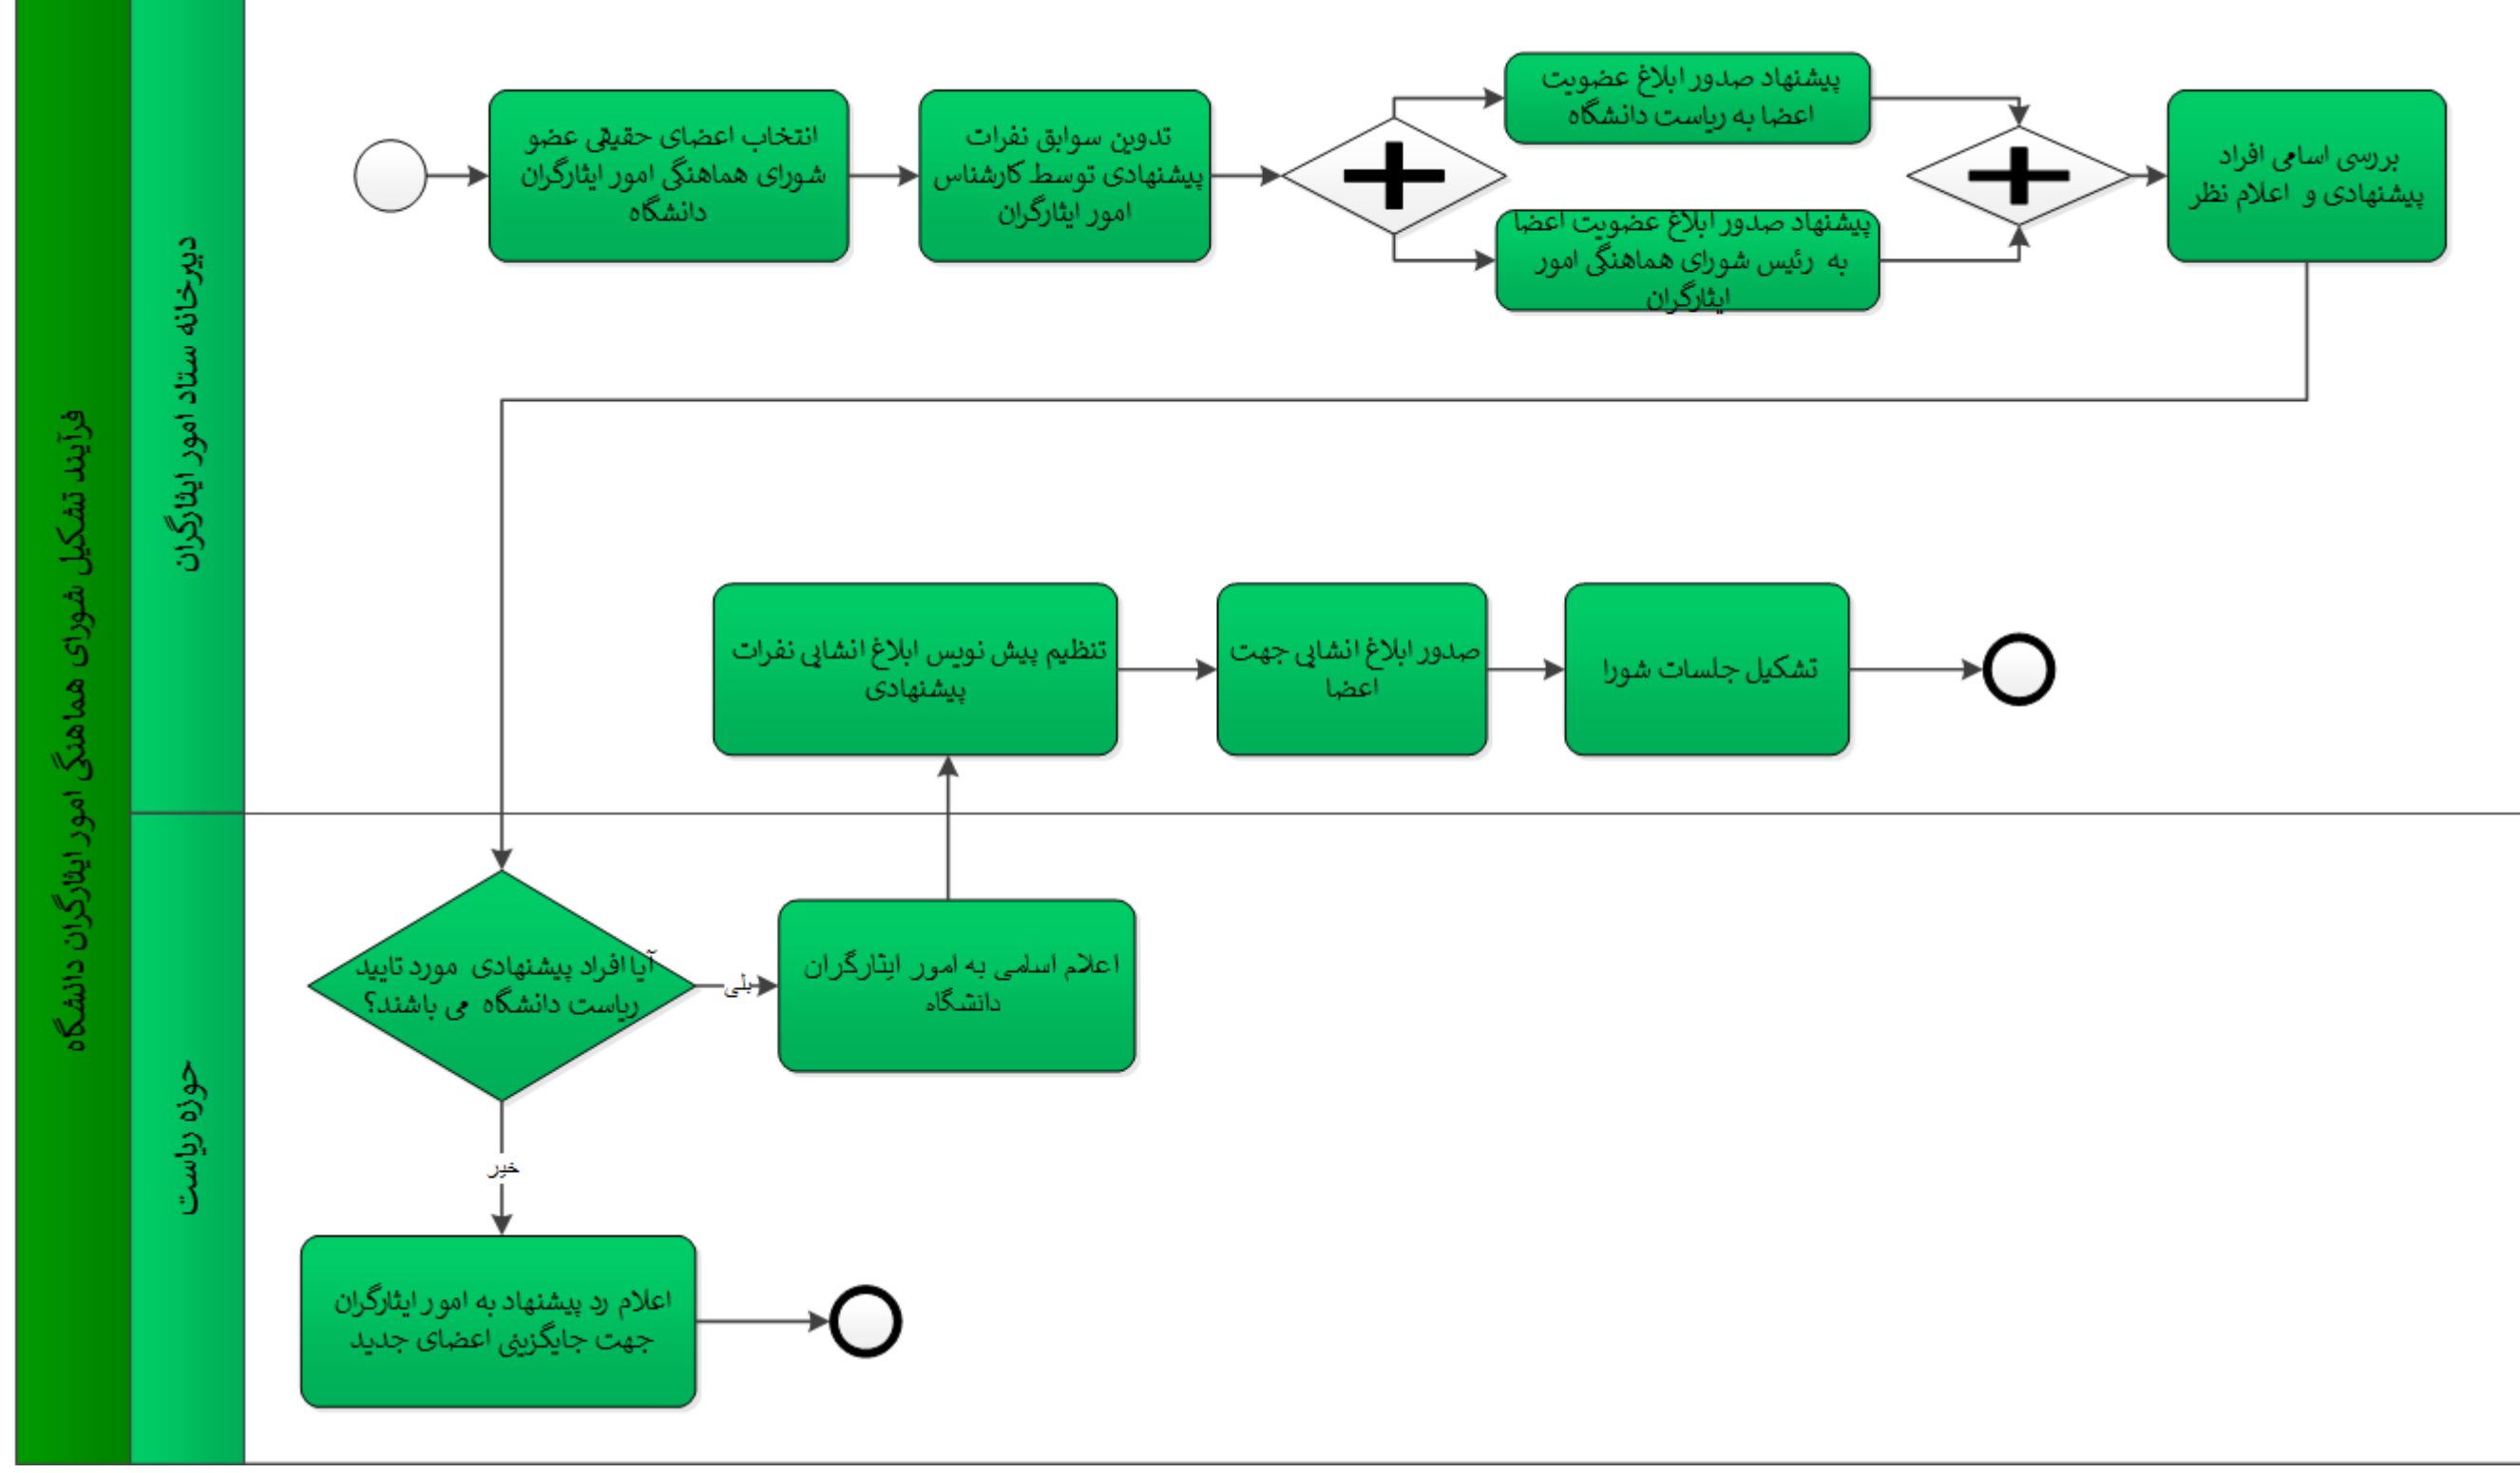 فرآیند تشکیل شورای هماهنگی امور ایثارگران دانشگاه
دبیرخانه ستاد امور ایثارگران
انتخاب اعضای حقیقی عضو
شورای هماهنگی امور ایثارگران
دانشگاه
تدوین سوابق نفرات
پیشنهادی توسط کارشناس
امور ایثارگران
پیشنهاد صدور ابلاغ عضویت
اعضا به ریاست دانشگاه
پیشنهاد صدور ابلاغ عضویت اعضا
به رئیس شورای هماهنگی امور
ایثارگران
بررسی اسامی افراد
پیشنهادی و اعلام نظر
تنظیم پیش نویس ابلاغ انشایی نفرات
پیشنهادی
صدور ابلاغ انشایی جهت
اعضا
تشکیل جلسات شورا
حوزه ریاست
آیا افراد پیشنهادی مورد تایید
ریاست دانشگاه می باشند؟
بلی
اعلام اسامی به امور ایثارگران
دانشگاه
خیر
اعلام رد پیشنهاد به امور ایثارگران
جهت جایگزینی اعضای جدید